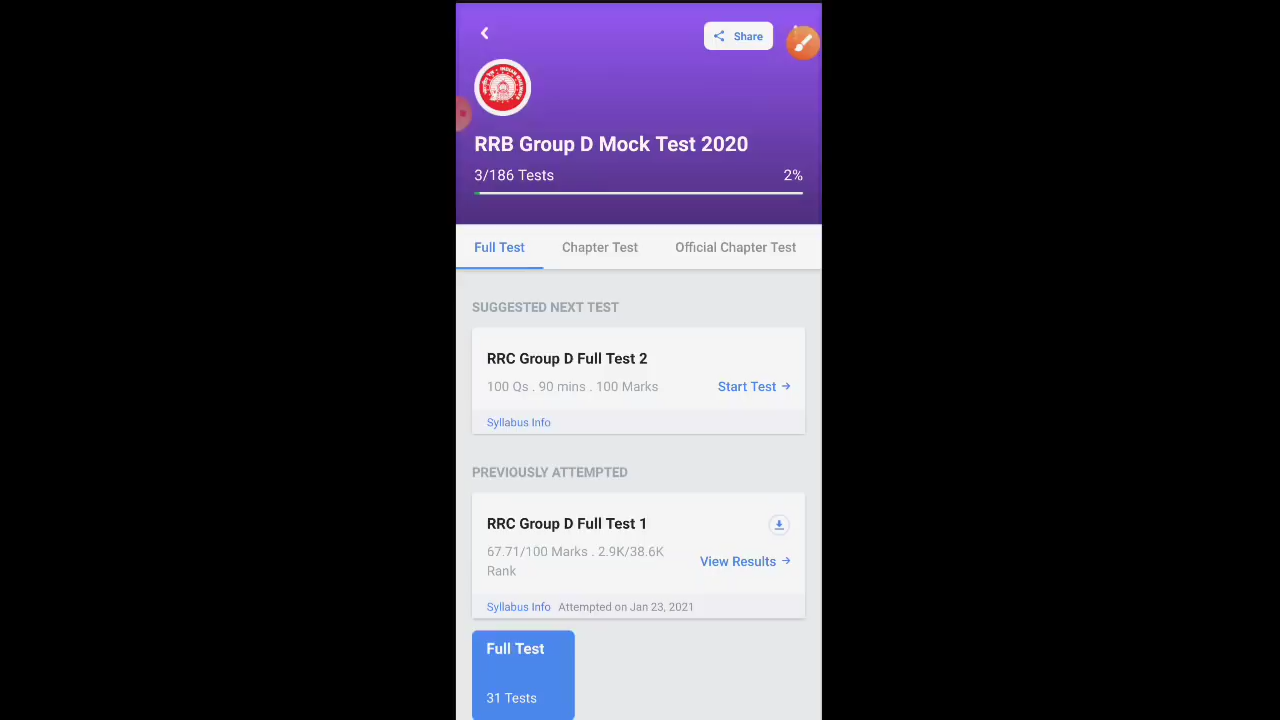 Share
RRB Group D Mock Test 2020
3/186 Tests
2%
Full Test
Chapter Test
Official Chapter Test
SUGGESTED NEXT TEST
RRC Group D Full Test 2
100 Qs . 90 mins . 100 Marks
Start Test
Syllabus Info
PREVIOUSLY ATTEMPTED
RRC Group D Full Test 1
67.71/100 Marks . 2.9K/38.6K
Rank
View Results
Syllabus Info Attempted on Jan 23, 2021
Full Test
31 Tests